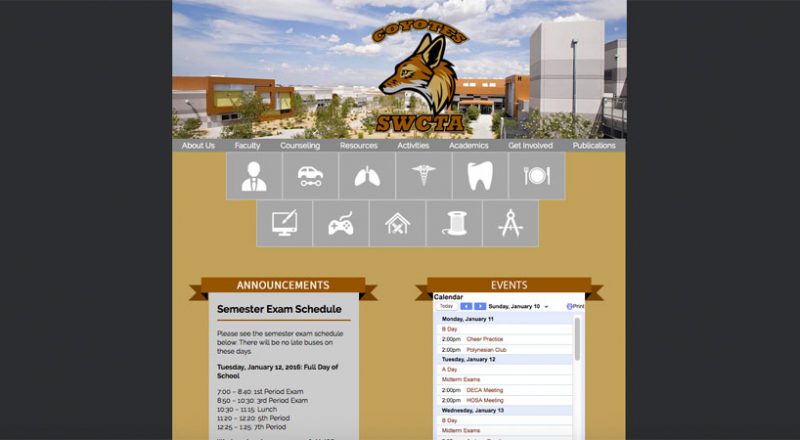 COYOTES
SWCTA
About Us Faculty Counseling Resources Activities Academics Get Involved Publications
ANNOUNCEMENTS
Semester Exam Schedule
Please see the semester exam schedule
below. There will be no late buses on
these days.
Tuesday, January 12, 2016: Full Day of
School
7:00 – 8:40: 1st Period Exam
8:50 – 10:30: 3rd Period Exam
10:30 – 11:15: Lunch
11:20 – 12:20: 5th Period
12:25 – 1:25: 7th Period
EVENTS
Calendar
Today Sunday, January 10 Print
Monday, January 11
B Day
2:00pm Cheer Practice
2:00pm Polynesian Club
Tuesday, January 12
A Day
Midterm Exams
2:00pm DECA Meeting
2:00pm HOSA Meeting
Wednesday, January 13
B Day
Midterm Exams